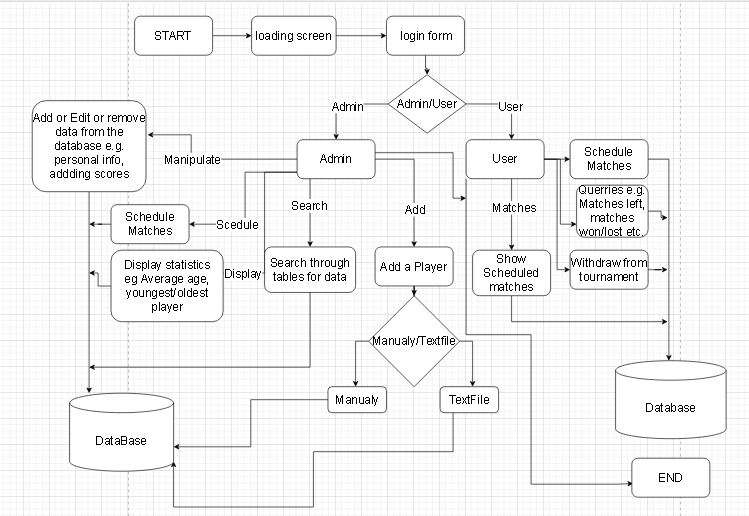 START
loading screen
login form
Admin/User
Admin
User
Add or Edit or remove
data from the
database e.g.
personal info,
addding scores
Manipulate
Admin
User
Schedule
Matches
Search
Add
Matches
Querries e.g.
Matches left,
matches
won/lost etc.
Schedule
Matches
Scedule
Display statistics
eg Average age,
youngest/oldest
player
Display
Search through
tables for data
Add a Player
Show
Scheduled
matches
Withdraw from
tournament
Manualy/Textfile
Manualy
TextFile
Database
DataBase
END